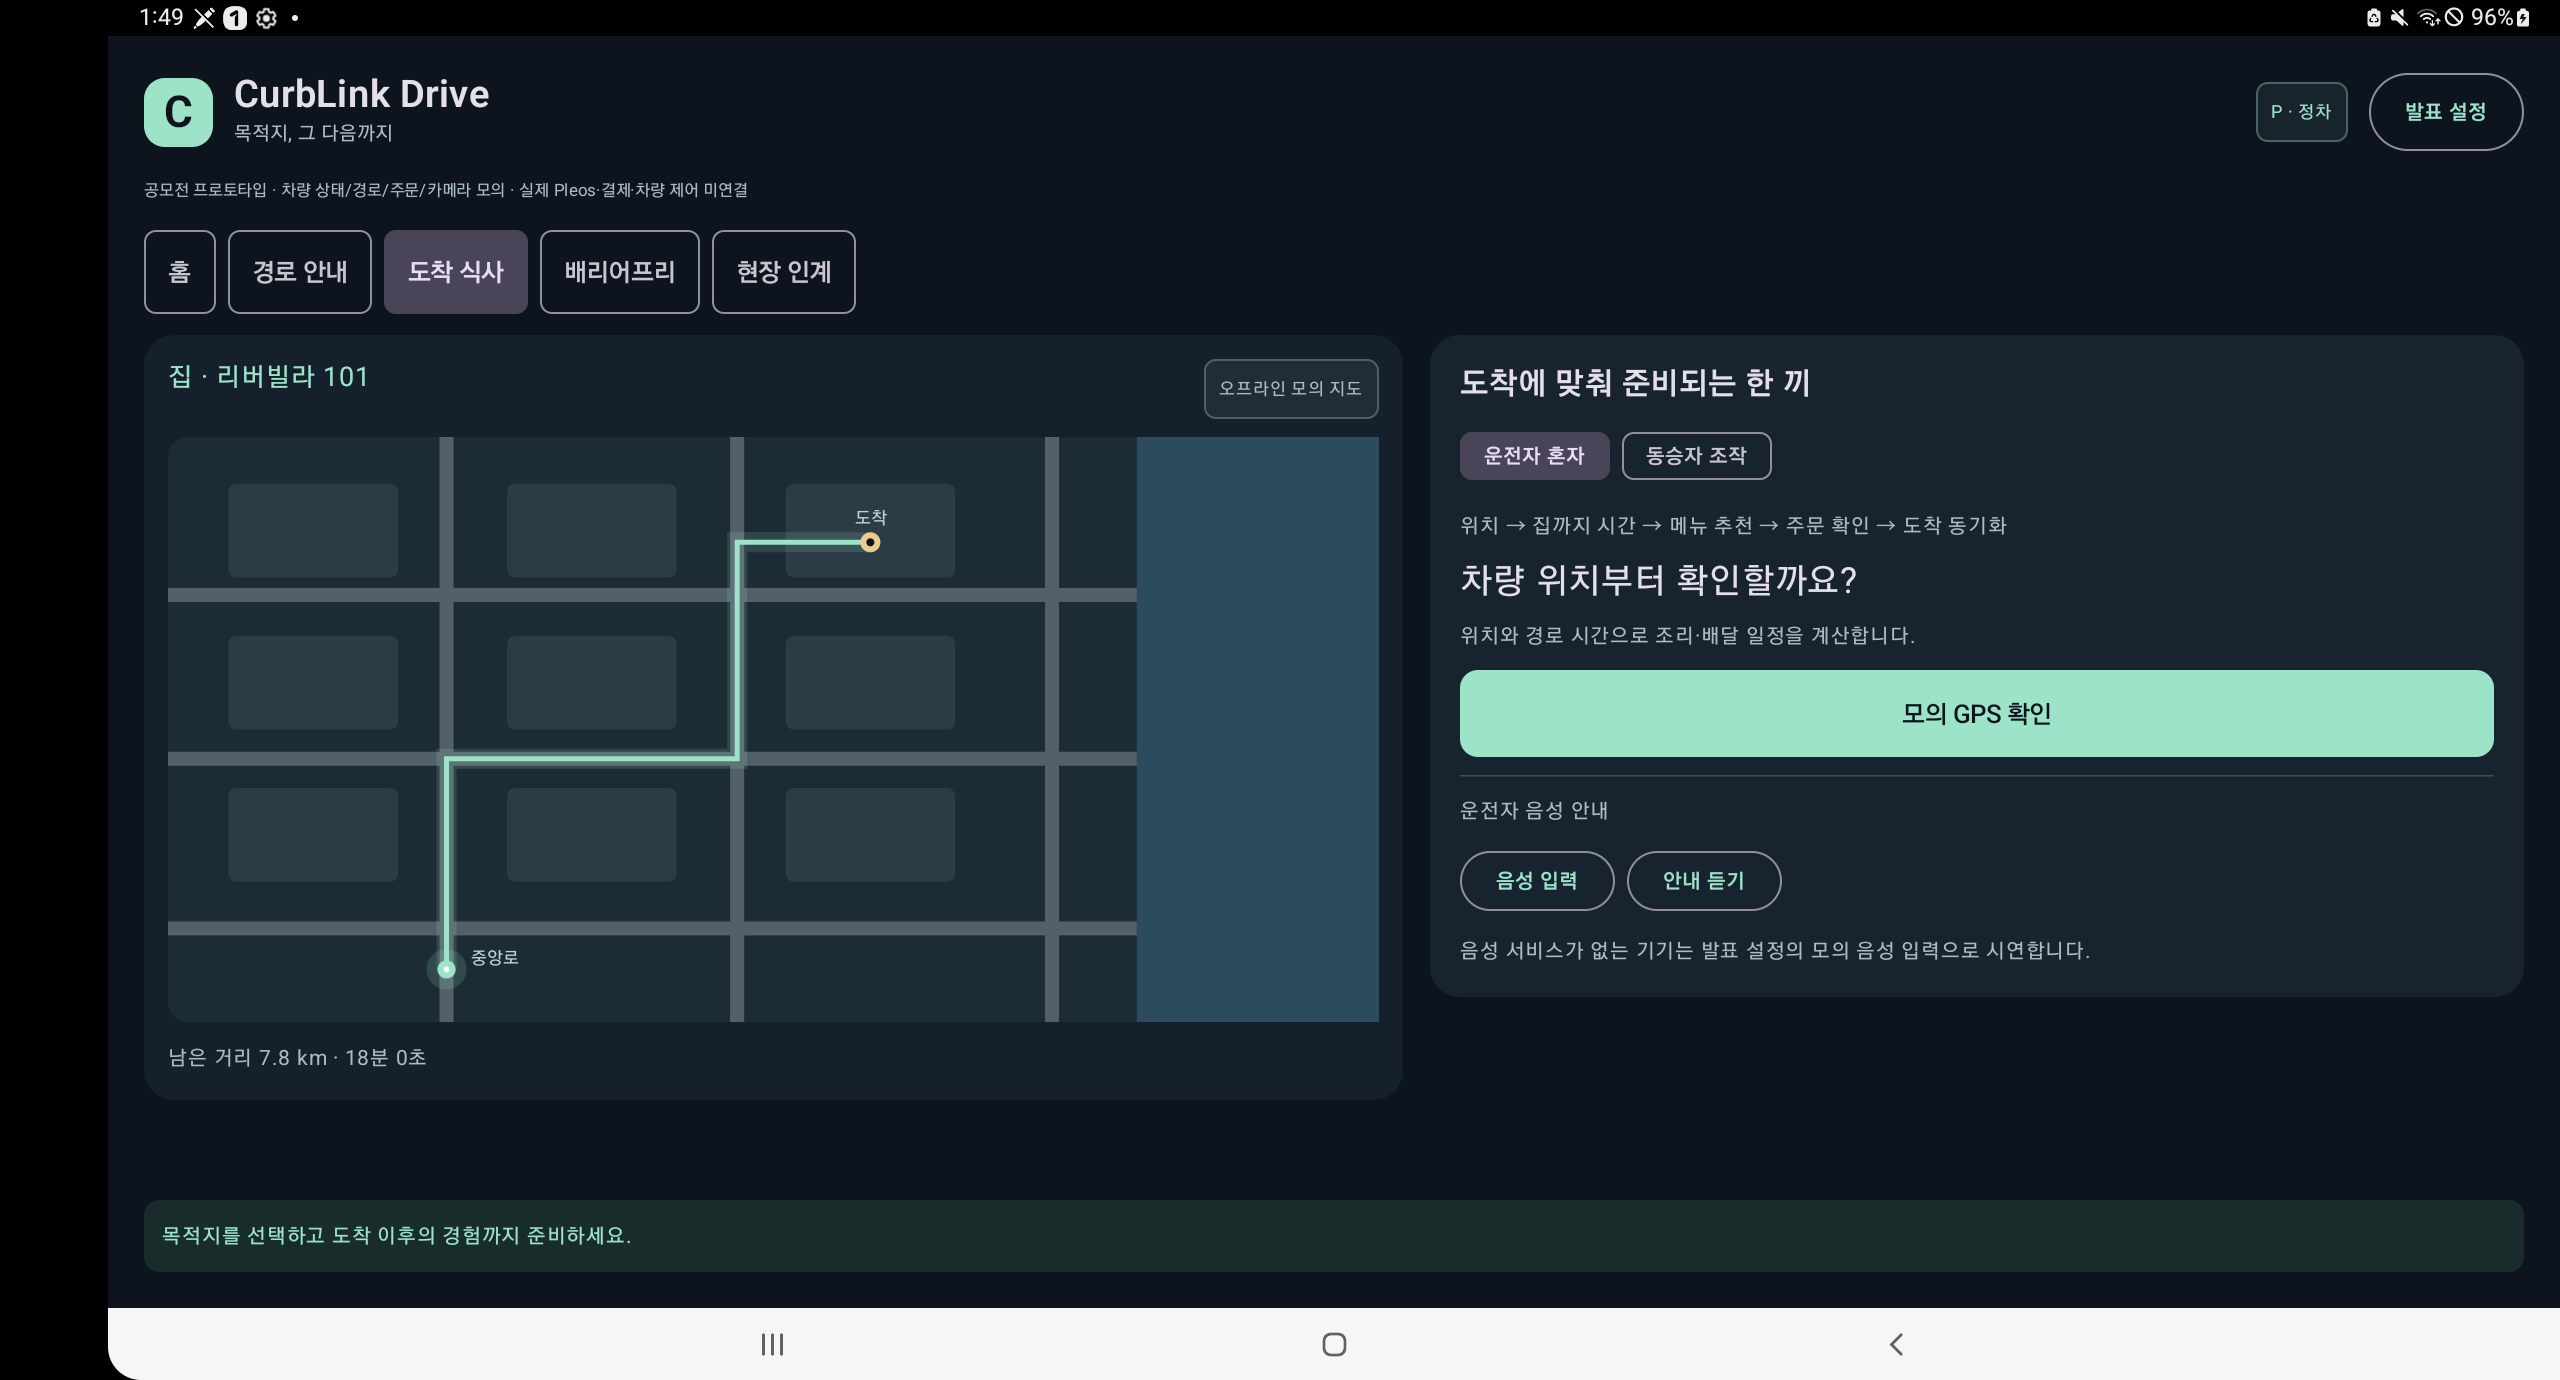 1:49
1
96%
C
CurbLink Drive
목적지, 그 다음까지
P · 정차
발표 설정
공모전 프로토타입 · 차량 상태/경로/주문/카메라 모의 · 실제 Pleos·결제·차량 제어 미연결
홈
경로 안내
도착 식사
배리어프리
현장 인계
집 · 리버빌라 101
오프라인 모의 지도
도착
중앙로
남은 거리 7.8 km · 18분 0초
도착에 맞춰 준비되는 한 끼
운전자 혼자
동승자 조작
위치 → 집까지 시간 → 메뉴 추천 → 주문 확인 → 도착 동기화
차량 위치부터 확인할까요?
위치와 경로 시간으로 조리·배달 일정을 계산합니다.
모의 GPS 확인
운전자 음성 안내
음성 입력
안내 듣기
음성 서비스가 없는 기기는 발표 설정의 모의 음성 입력으로 시연합니다.
목적지를 선택하고 도착 이후의 경험까지 준비하세요.